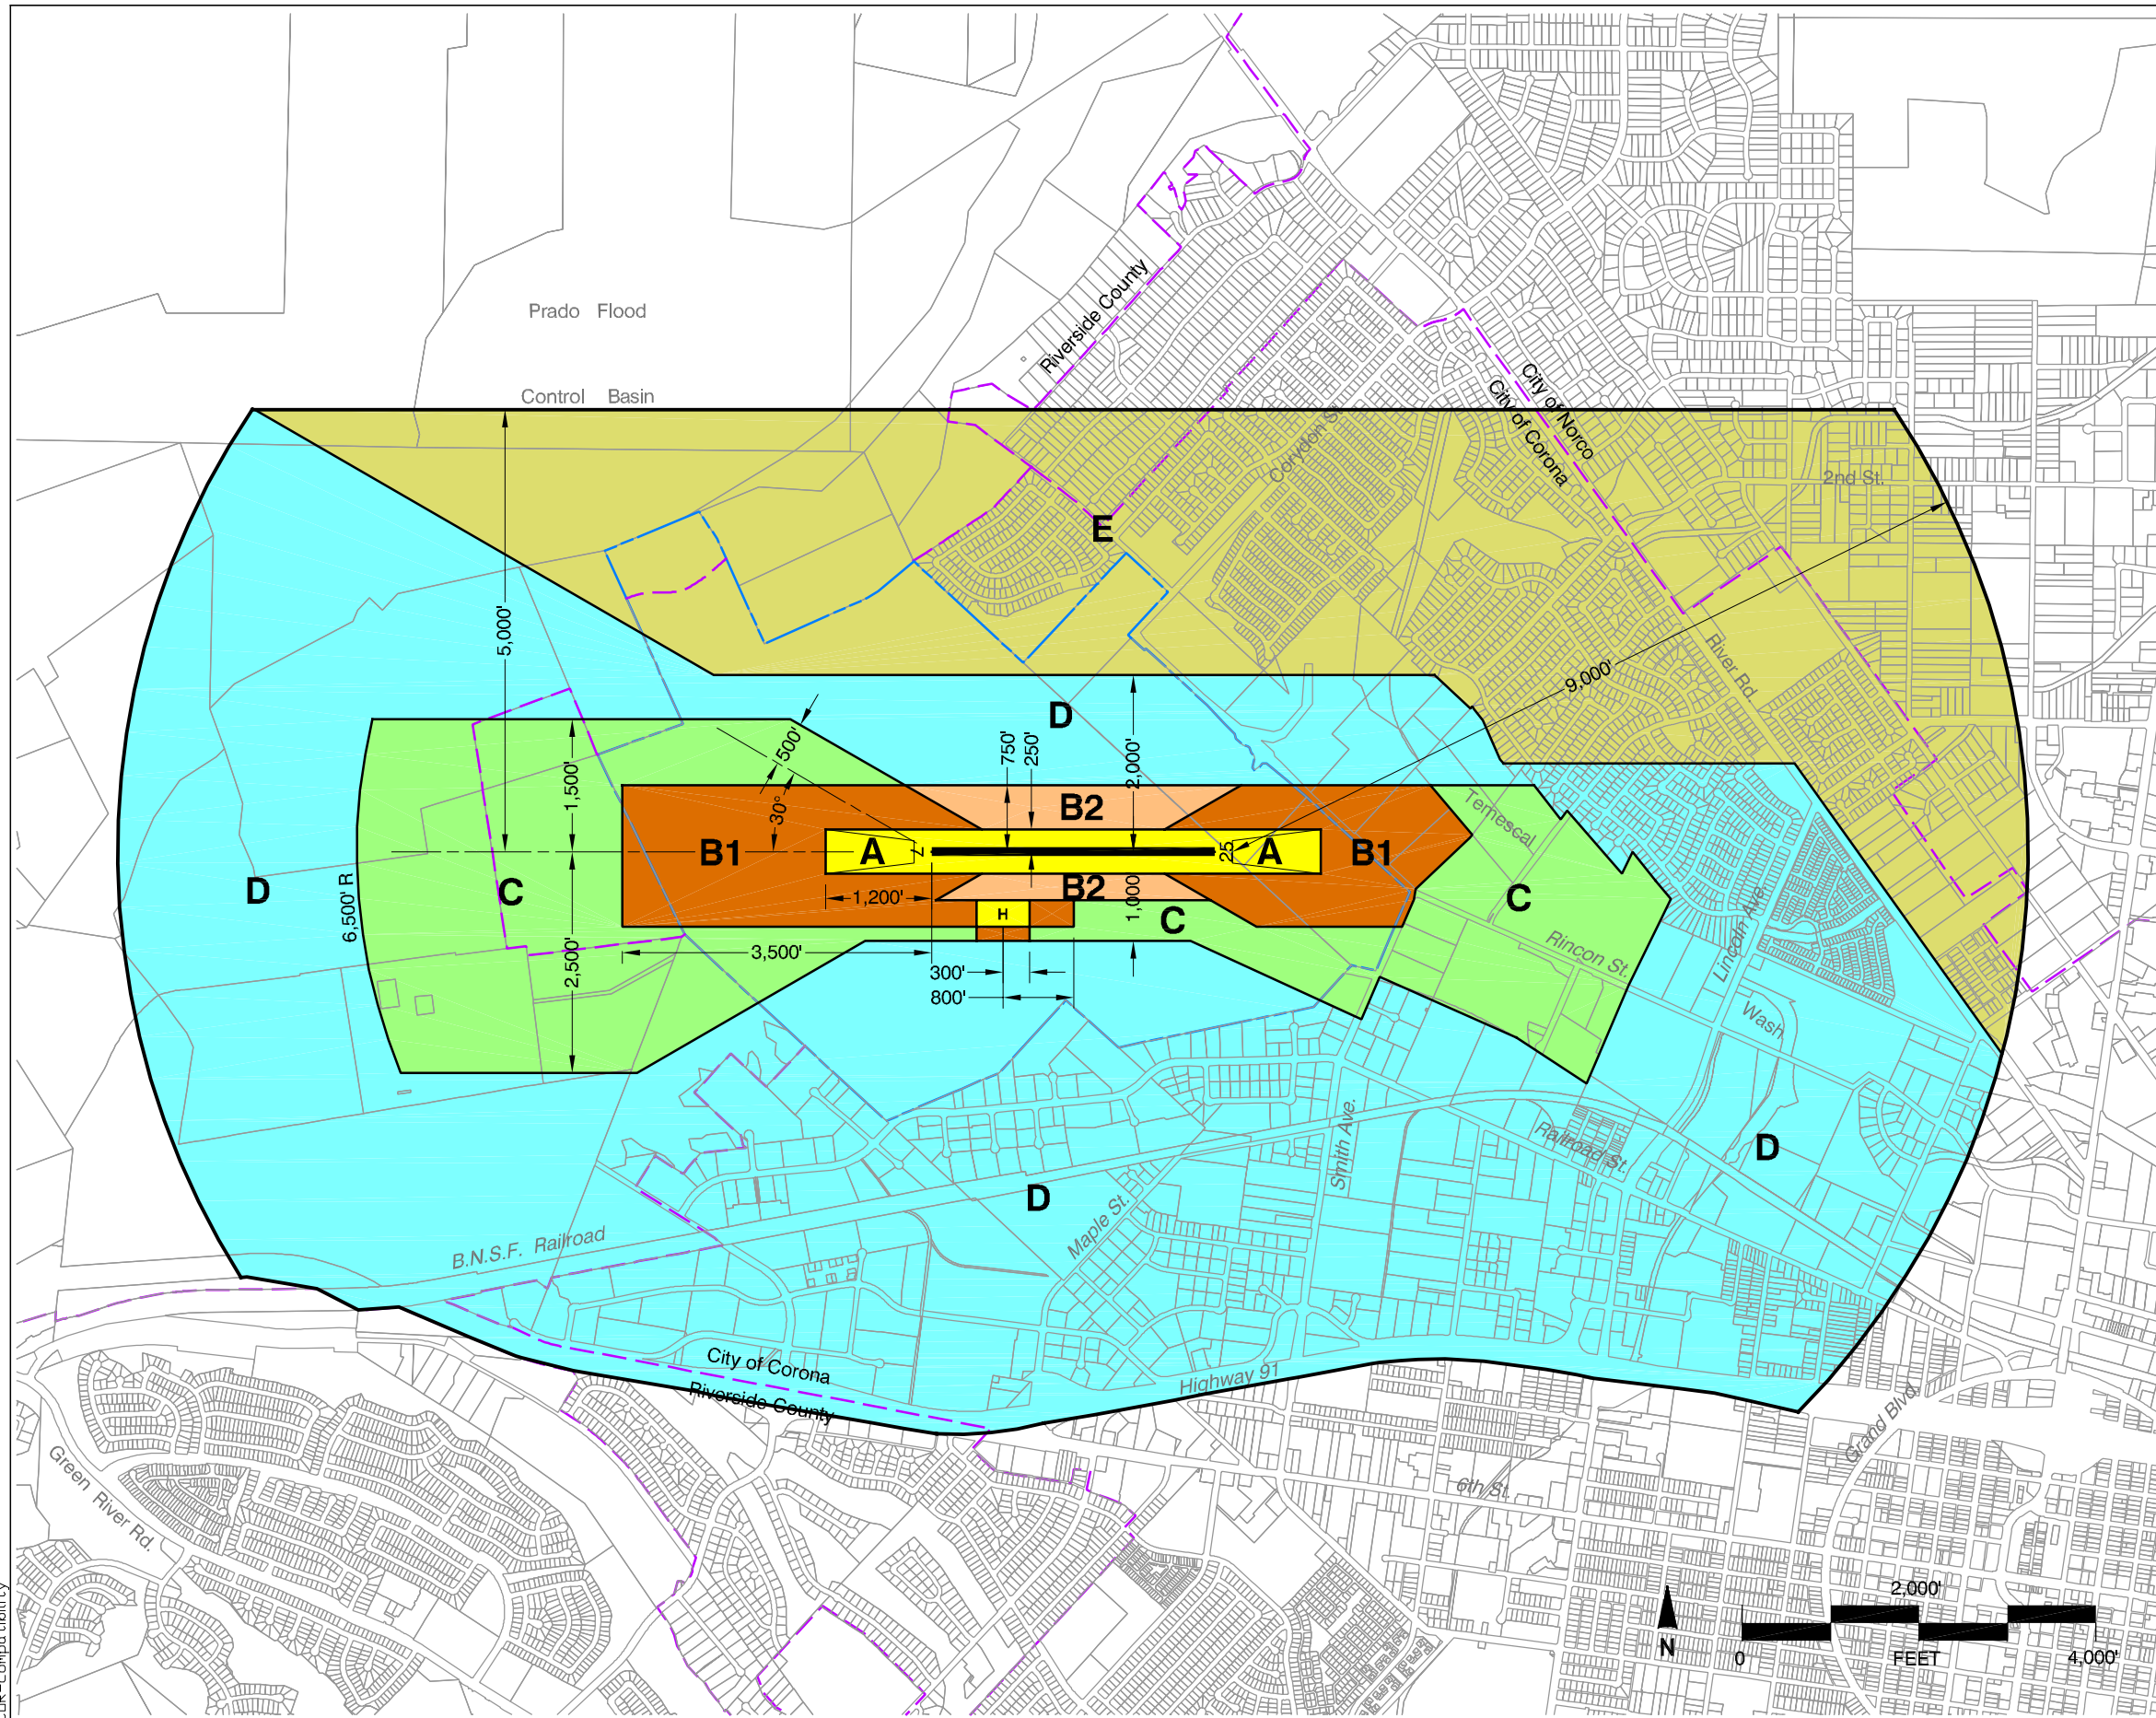 Prado Flood
Control Basin
Riverside County
City of Norco
City of Corona
Corydon St.
2nd St.
E
5,000'
9,000'
River Rd
D
500'
30°
750'
250'
2,000'
1,500'
B2
Temescal
B1
A
7
25
A
B1
D
C
6,500' R
B2
1,200'
H
1,000'
C
C
Lincoln Ave.
Rincon St.
2,500'
3,500'
300'
800'
Wash
Smith Ave.
Railroad St.
D
D
Maple St.
B.N.S.F. Railroad
City of Corona
Riverside County
Highway 91
Grand Blvd.
6th St.
Green River Rd.
2,000'
N
0
FEET
4,000'